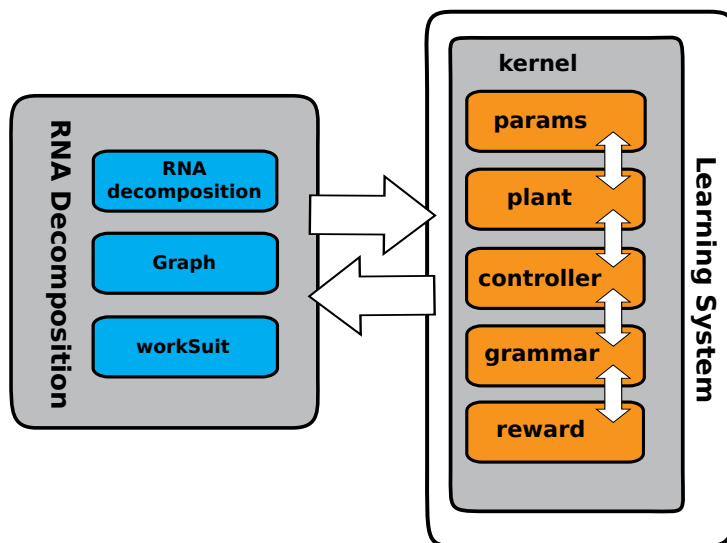 RNA Decomposition
RNA
decomposition
Graph
workSuit
kernel
params
plant
controller
grammar
reward
Learning System